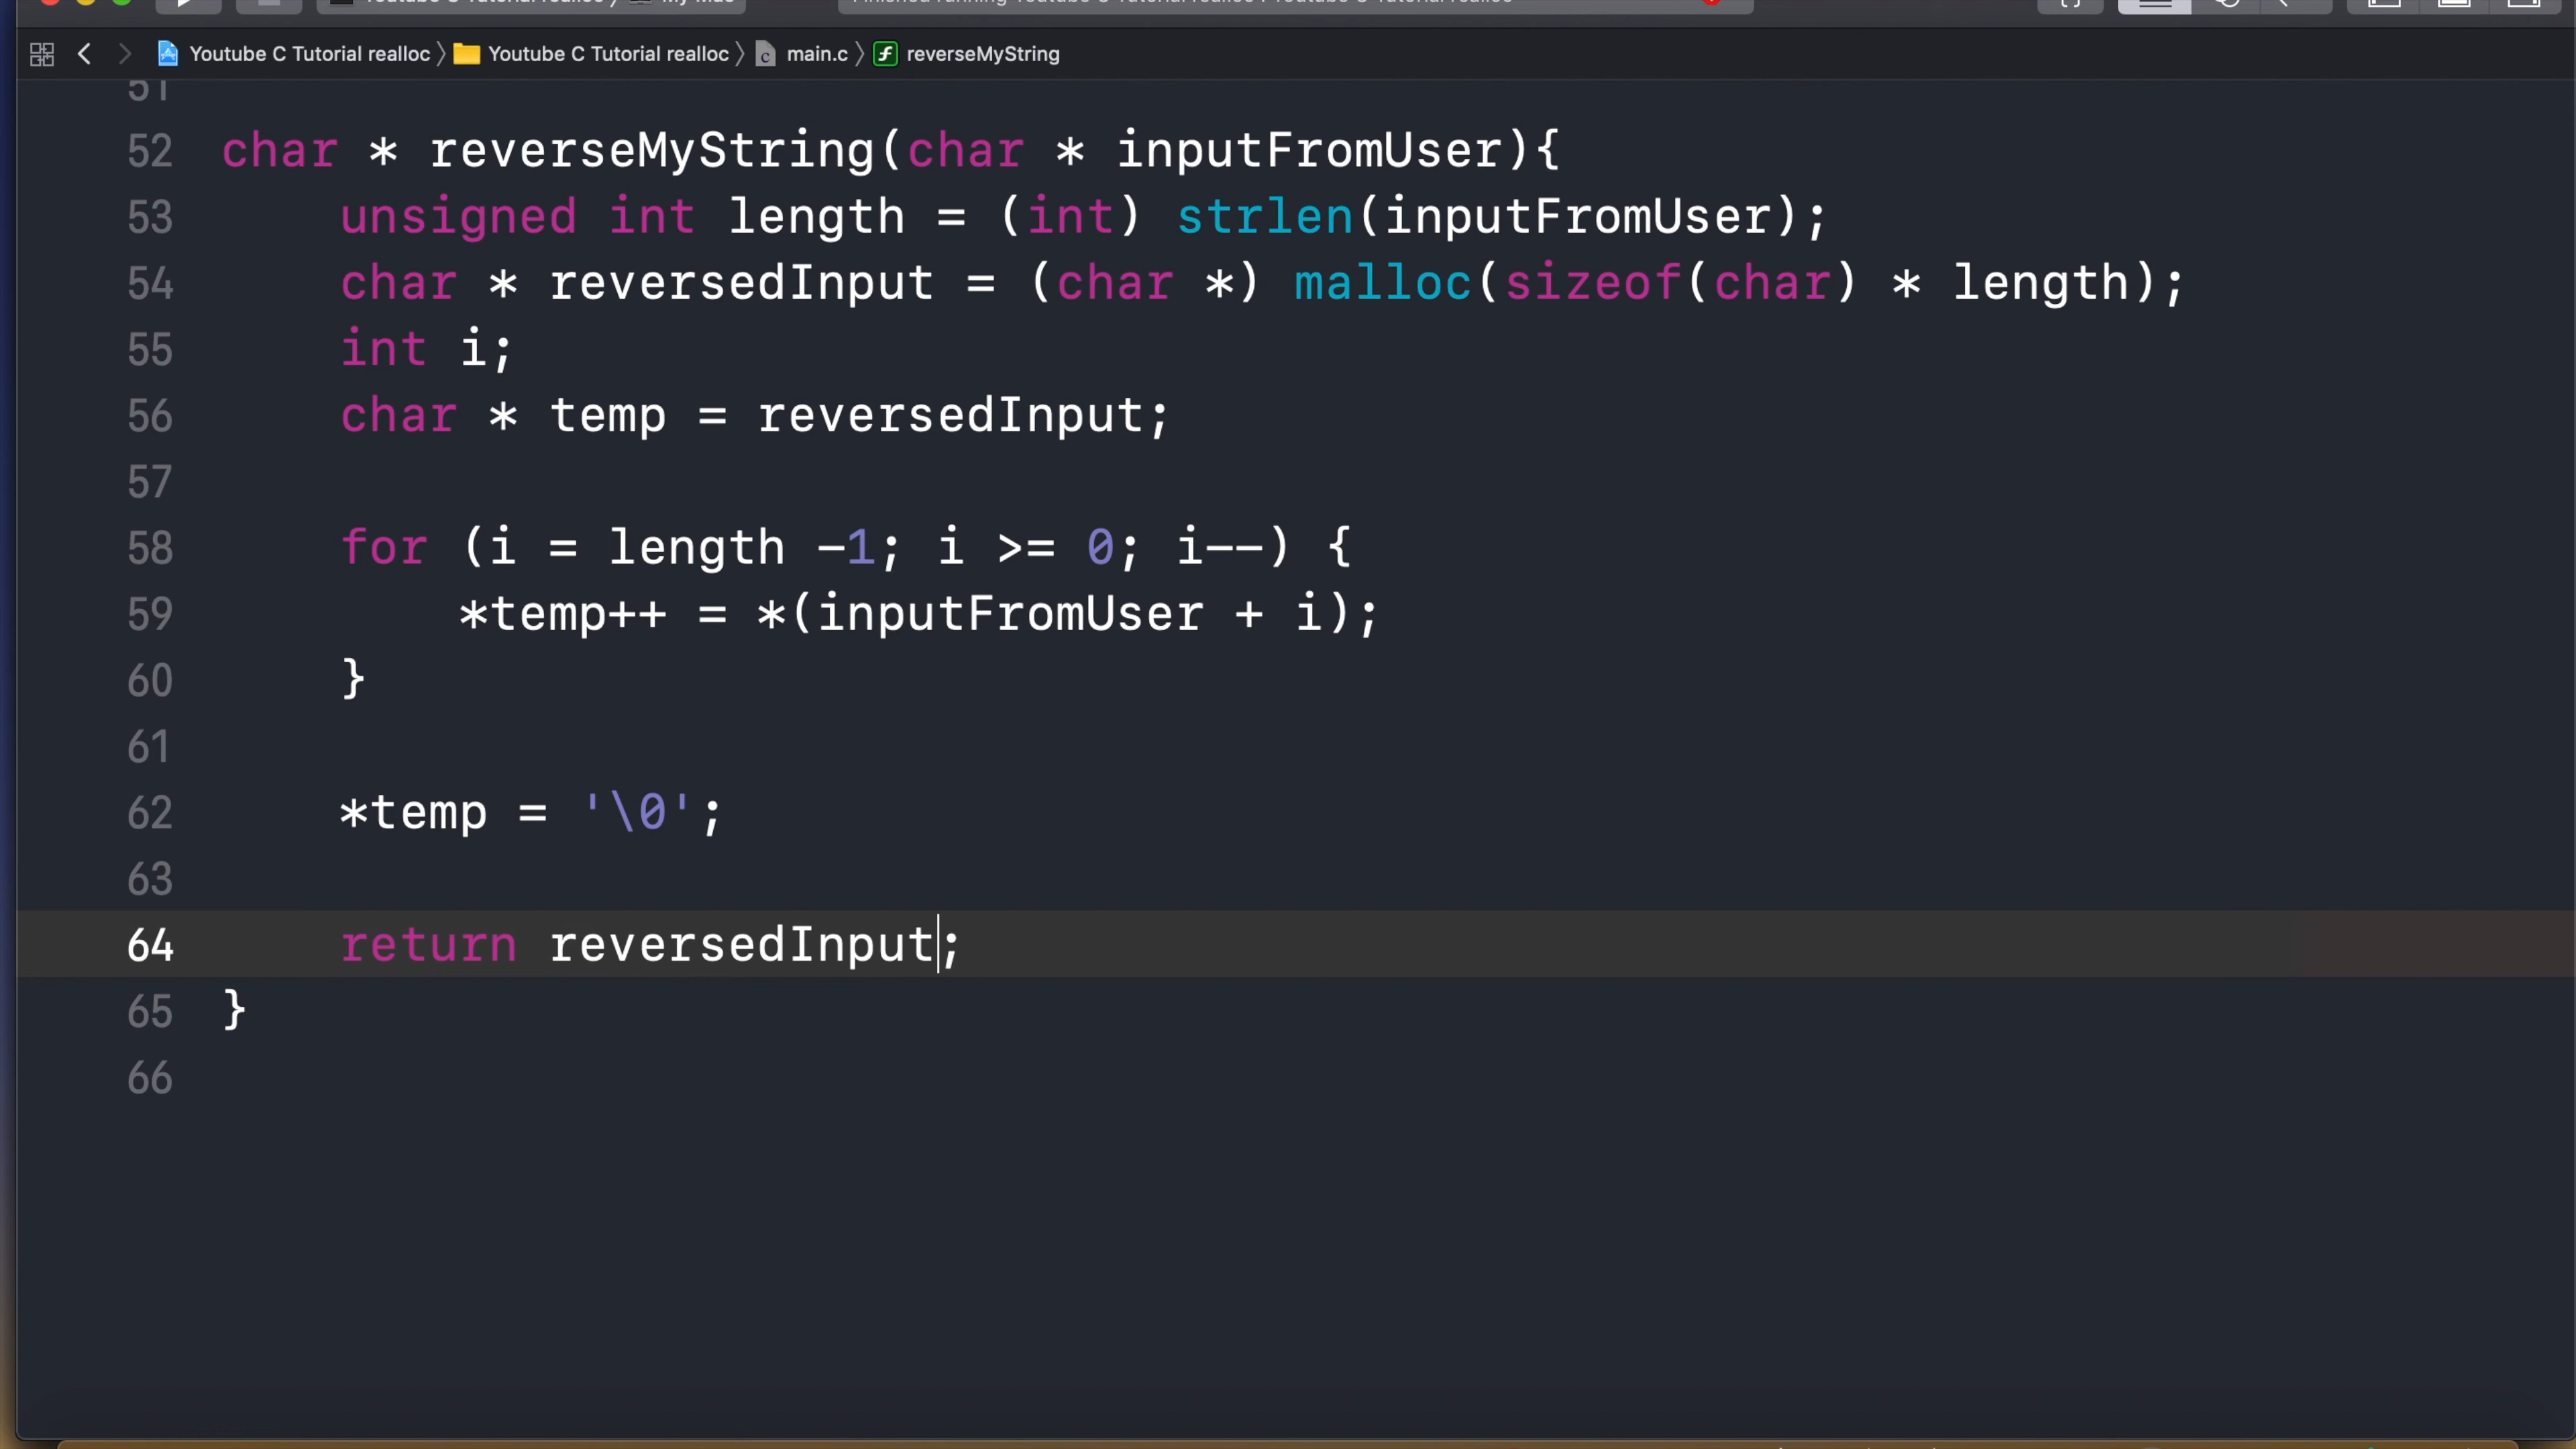 Youtube C Tutorial realloc 〉 Youtube C Tutorial realloc 〉 main.c 〉 reverseMyString
51
52 char * reverseMyString(char * inputFromUser){
53 unsigned int length = (int) strlen(inputFromUser);
54 char * reversedInput = (char *) malloc(sizeof(char) * length);
55 int i;
56 char * temp = reversedInput;
57
58 for (i = length -1; i >= 0; i--) {
59 *temp++ = *(inputFromUser + i);
60 }
61
62 *temp = '\0';
63
64 return reversedInput;
65 }
66